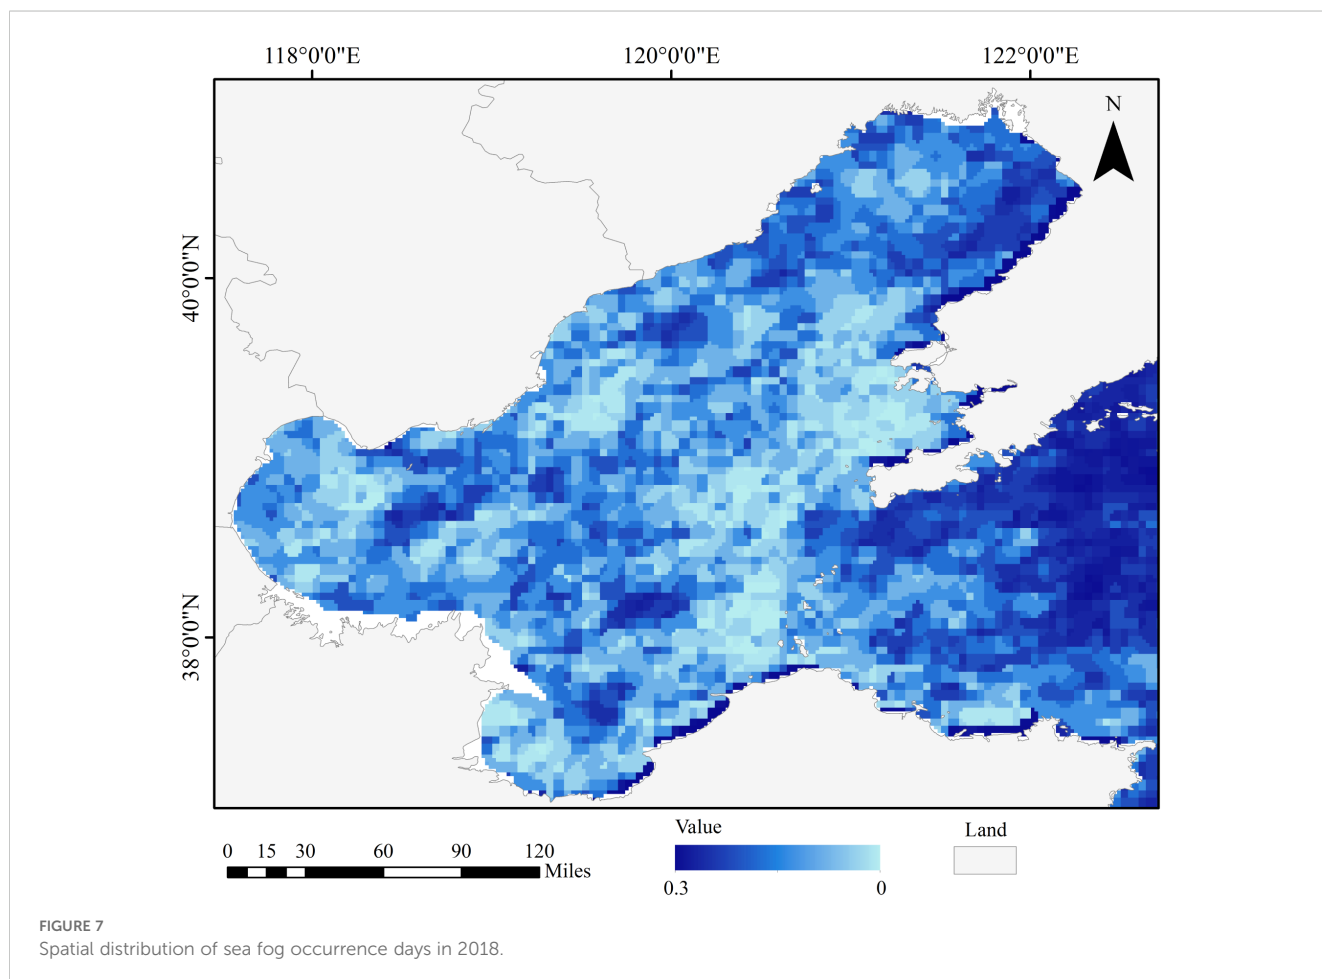 118°0'0"E 120°0'0"E 122°0'0"E
N
40°0'0"N
38°0'0"N
0 15 30 60 90 120
Miles
Value
0.3 0
Land
FIGURE 7
Spatial distribution of sea fog occurrence days in 2018.